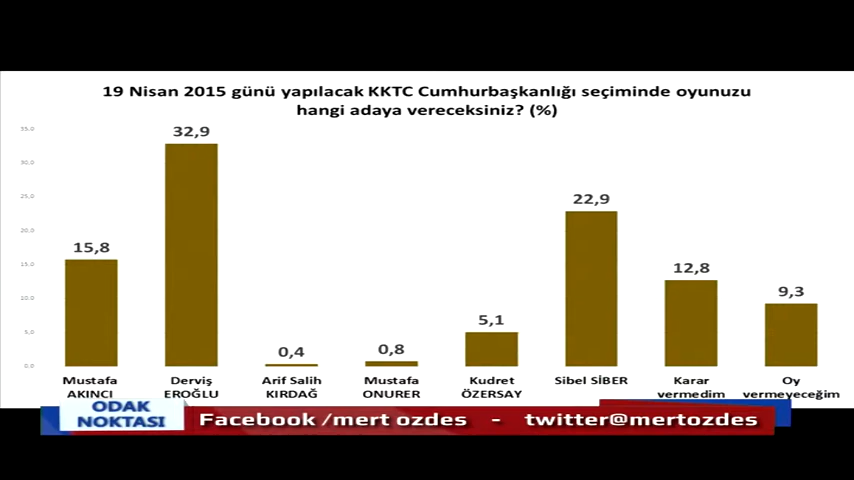 19 Nisan 2015 günü yapılacak KKTC Cumhurbaşkanlığı seçiminde oyunuzu
hangi adaya vereceksiniz? (%)
35,0
30,0
25,0
20,0
15,0
10,0
5,0
0,0
15,8
32,9
0,4
0,8
5,1
22,9
12,8
9,3
Mustafa
AKINCI
Derviş
EROĞLU
Arif Salih
KIRDAĞ
Mustafa
ONURER
Kudret
ÖZERSAY
Sibel SİBER
Karar
vermedim
Oy
vermeyeceğim
ODAK
NOKTASI
Facebook /mert ozdes - twitter@mertozdes